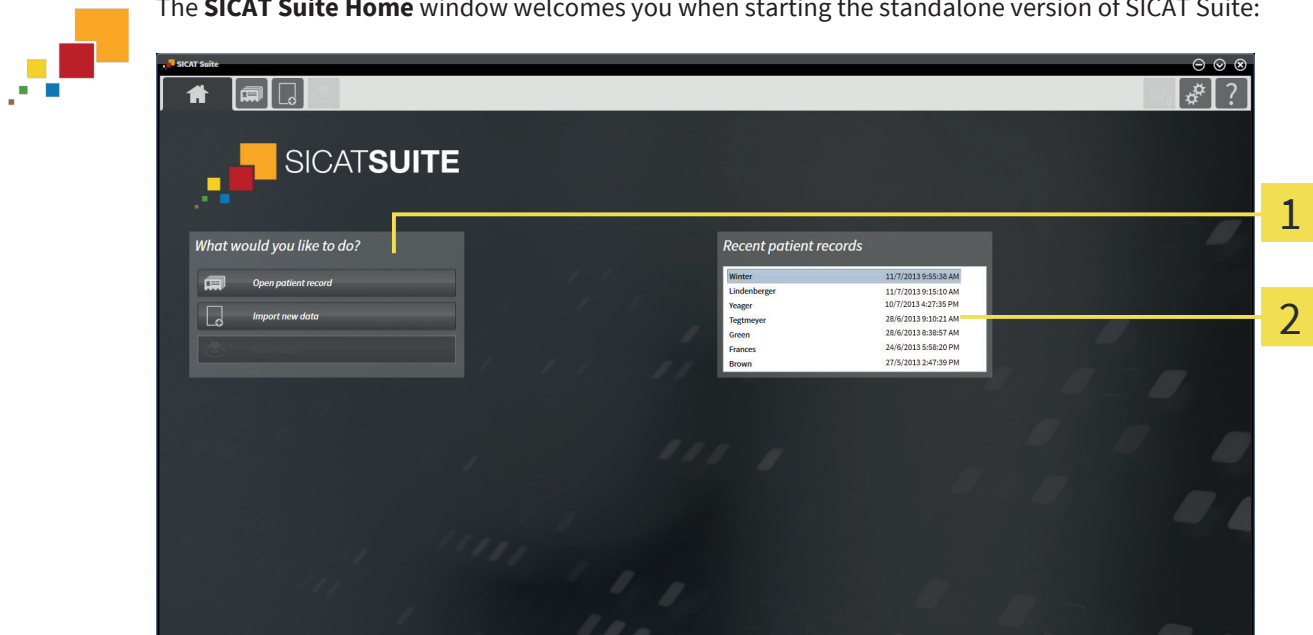 The SICAT Suite Home window welcomes you when starting the standalone version of SICAT Suite:
SICAT Suite
?
SICATSUITE
1
What would you like to do?
Recent patient records
Open patient record
Winter 11/7/2013 9:55:38 AM
Lindenberger 11/7/2013 9:15:10 AM
Import new data
Yeager 10/7/2013 4:27:35 PM
2
Tegtmeyer 28/6/2013 9:10:21 AM
Green 28/6/2013 8:38:57 AM
Frances 24/6/2013 5:58:20 PM
Brown 27/5/2013 2:47:39 PM